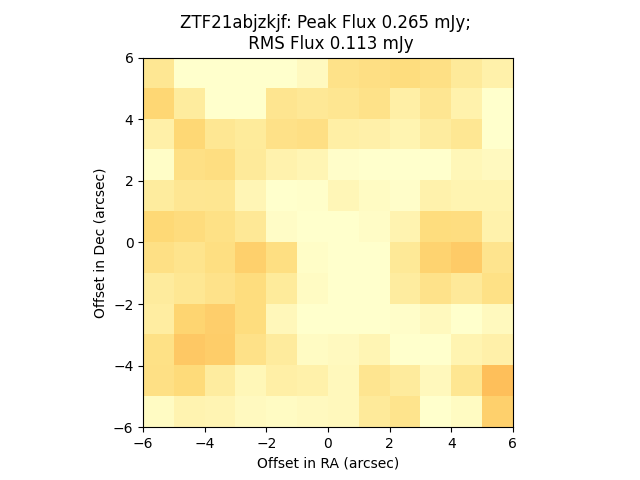 ZTF21abjzkjf: Peak Flux 0.265 mJy;
RMS Flux 0.113 mJy
6
4
2
0
−2
−4
−6
Offset in Dec (arcsec)
−6 −4 −2 0 2 4 6
Offset in RA (arcsec)